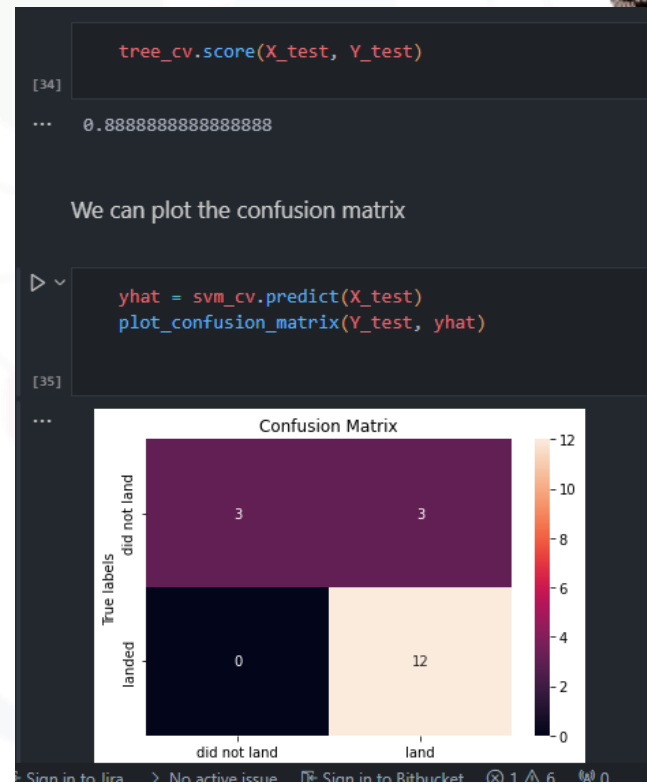 tree_cv.score(X_test, Y_test)
[34]
... 0.8888888888888888
We can plot the confusion matrix
yhat = svm_cv.predict(X_test)
plot_confusion_matrix(Y_test, yhat)
[35]
...
Confusion Matrix
12
10
8
6
4
2
0
True labels
did not land
landed
3 3
0 12
did not land land
Sign in to Jira > No active issue Sign in to Bitbucket 1 6 0